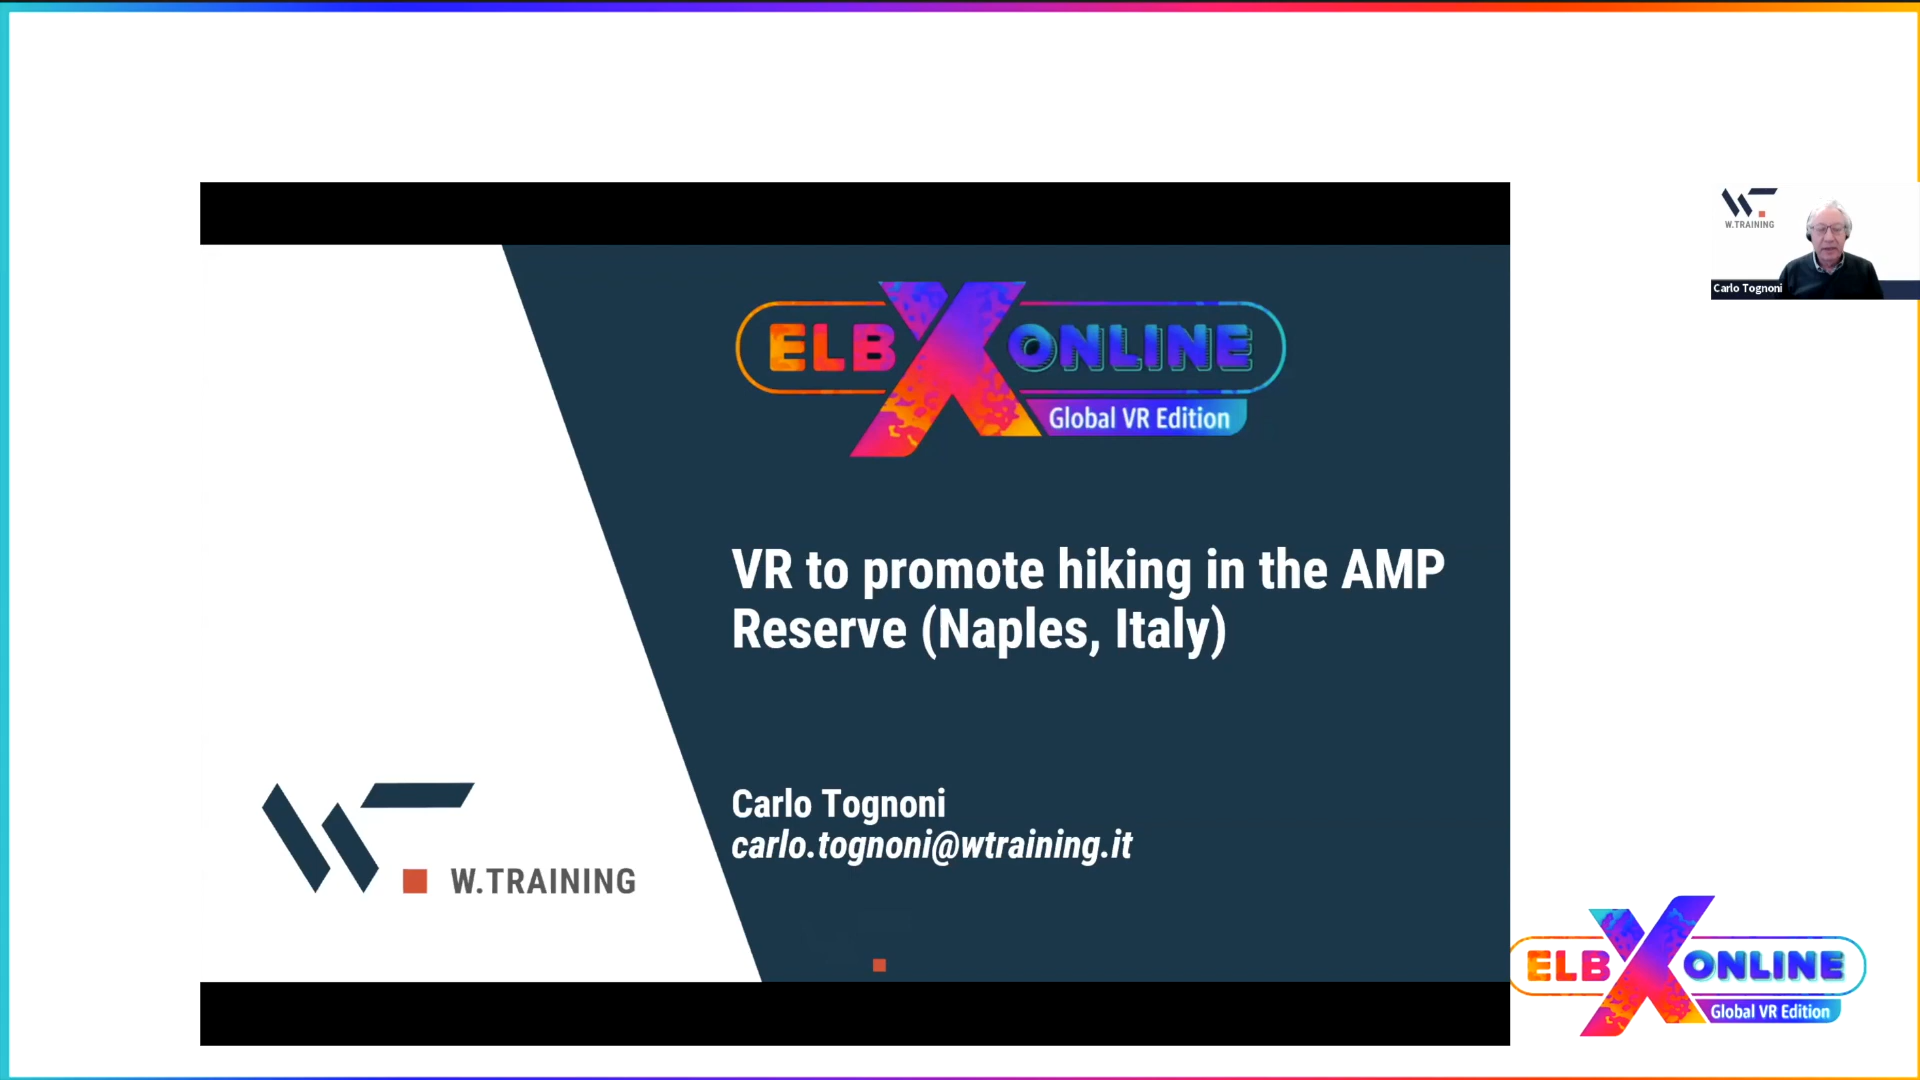 ELB X ONLINE
Global VR Edition
VR to promote hiking in the AMP
Reserve (Naples, Italy)
Carlo Tognoni
carlo.tognoni@wtraining.it
W.TRAINING
W.TRAINING
Carlo Tognoni
ELB X ONLINE
Global VR Edition